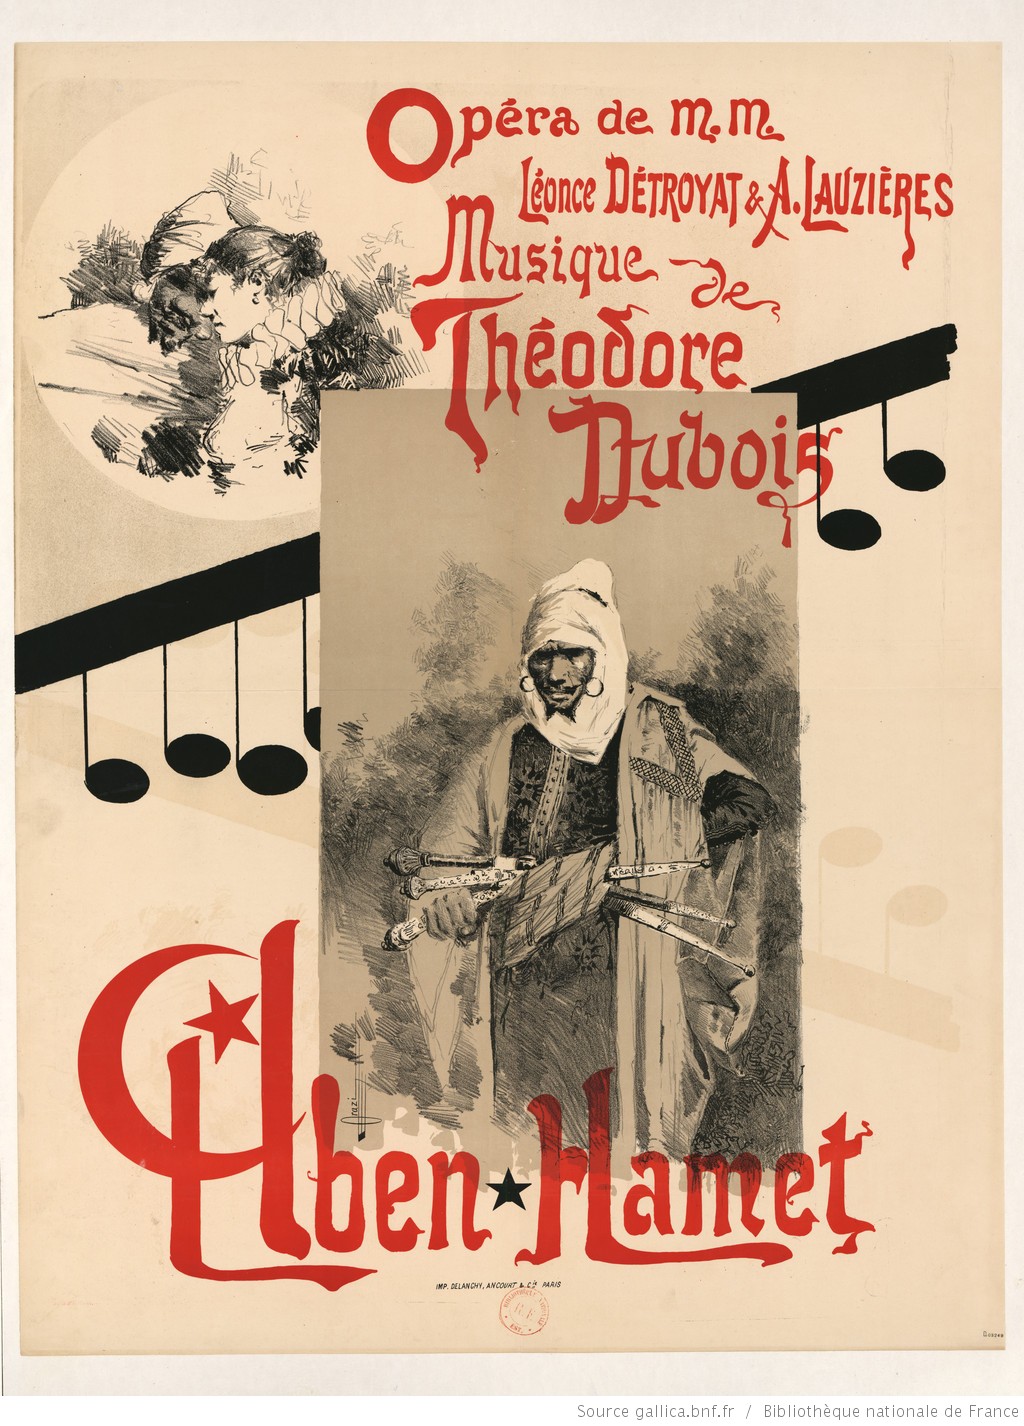 Opéra de M.M.
Léonce DÉTROYAT & A. LAUZIÈRES
Musique de
Théodore
Dubois
Orazi
Aben ★ Hamet
IMP. DELANCHY, ANCOURT & Cie PARIS
R.F.
Source gallica.bnf.fr / Bibliothèque nationale de France